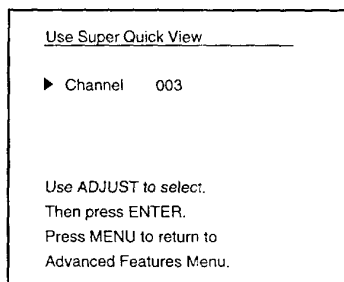 Use Super Quick View
▶ Channel 003
Use ADJUST to select.
Then press ENTER.
Press MENU to return to
Advanced Features Menu.